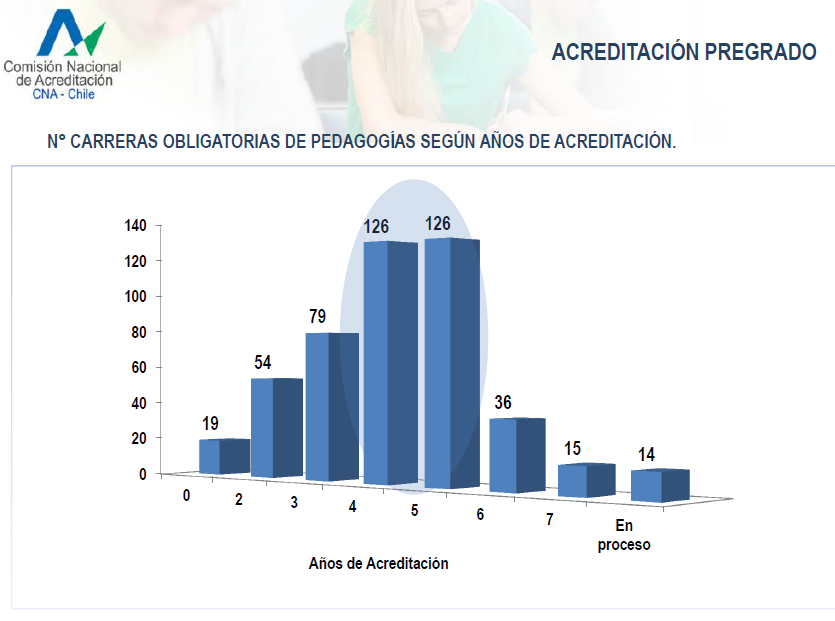 Comisión Nacional
de Acreditación
CNA - Chile
ACREDITACIÓN PREGRADO
N° CARRERAS OBLIGATORIAS DE PEDAGOGÍAS SEGÚN AÑOS DE ACREDITACIÓN.
140
120
100
80
60
40
20
0
19
54
79
126
126
36
15
14
0
2
3
4
5
6
7
En
proceso
Años de Acreditación